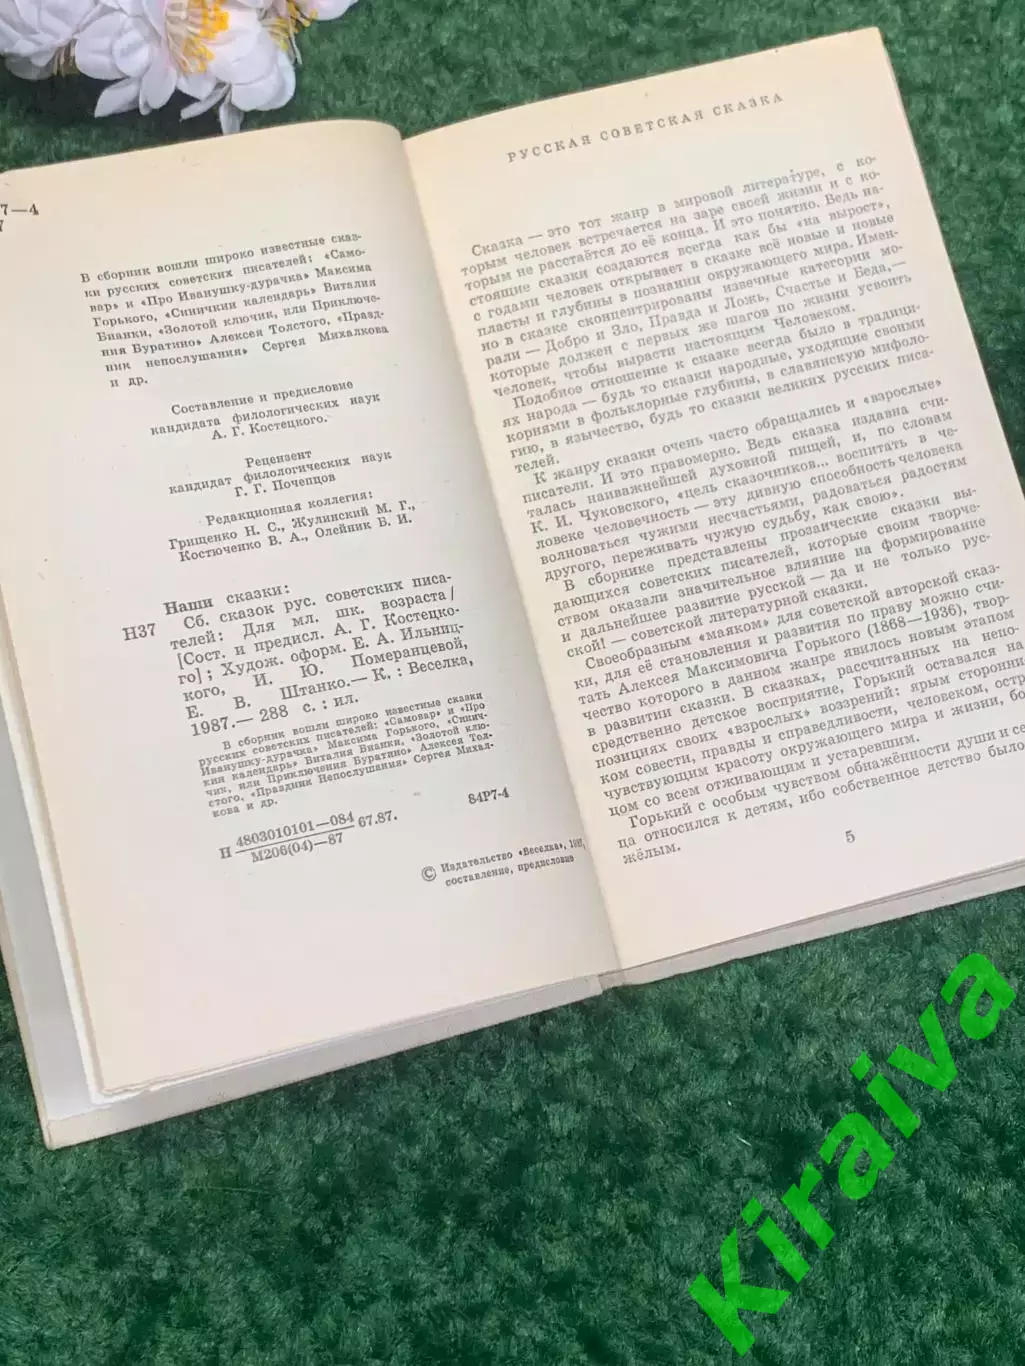 7—4
7
В сборник вошли широко известные сказ-
ки русских советских писателей: «Само-
вар» и «Про Иванушку-дурачка» Максима
Горького, «Синичкин календарь» Виталия
Бианки, «Золотой ключик, или Приключе-
ния Буратино» Алексея Толстого, «Празд-
ник непослушания» Сергея Михалкова
и др.
Составление и предисловие
кандидата филологических наук
А. Г. Костецкого.
Рецензент
кандидат филологических наук
Г. Г. Почепцов
Редакционная коллегия:
Грищенко Н. С., Жулинский М. Г.,
Костюченко В. А., Олейник Б. И.
Наши сказки:
Н37 Сб. сказок рус. советских писа-
телей: Для мл. шк. возраста/
[Сост. и предисл. А. Г. Костецко-
го]; Худож. оформ. Е. А. Ильниц-
кого, И. Ю. Померанцевой,
Е. В. Штанко.— К. : Веселка,
1987.— 288 с. : ил.
В сборник вошли широко известные сказки
русских советских писателей: «Самовар» и «Про
Иванушку-дурачка» Максима Горького, «Синич-
кин календарь» Виталия Бианки, «Золотой клю-
чик, или Приключения Буратино» Алексея Тол-
стого, «Праздник Непослушания» Сергея Михал-
кова и др.
Н 4803010101—084 67.87. 84Р7-4
М206(04)—87
© Издательство «Веселка», 1987,
составление, предисловие
РУССКАЯ СОВЕТСКАЯ СКАЗКА
Сказка — это тот жанр в мировой литературе, с ко-
торым человек встречается на заре своей жизни и с ко-
торым не расстаётся до её конца. И это понятно. Ведь на-
стоящие сказки создаются всегда как бы «на вырост»,
с годами человек открывает в сказке всё новые и новые
пласты и глубины в познании окружающего мира. Имен-
но в сказке сконцентрированы извечные категории мо-
рали — Добро и Зло, Правда и Ложь, Счастье и Беда,—
которые должен с первых же шагов по жизни усвоить
человек, чтобы вырасти настоящим Человеком.
Подобное отношение к сказке всегда было в традици-
ях народа — будь то сказки народные, уходящие своими
корнями в фольклорные глубины, в славянскую мифоло-
гию, в язычество, будь то сказки великих русских писа-
телей.
К жанру сказки очень часто обращались и «взрослые»
писатели. И это правомерно. Ведь сказка издавна счи-
талась наиважнейшей духовной пищей, и, по словам
К. И. Чуковского, «цель сказочников... воспитать в че-
ловеке человечность — эту дивную способность человека
волноваться чужими несчастьями, радоваться радостям
другого, переживать чужую судьбу, как свою».
В сборнике представлены прозаические сказки вы-
дающихся советских писателей, которые своим творче-
ством оказали значительное влияние на формирование
и дальнейшее развитие русской — да и не только рус-
ской! — советской литературной сказки.
Своеобразным «маяком» для советской авторской сказ-
ки, для её становления и развития по праву можно счи-
тать Алексея Максимовича Горького (1868—1936), твор-
чество которого в данном жанре явилось новым этапом
в развитии сказки. В сказках, рассчитанных на непо-
средственно детское восприятие, Горький оставался на
позициях своих «взрослых» воззрений: ярым сторонни-
ком совести, правды и справедливости, человеком, остр
чувствующим красоту окружающего мира и жизни, бо
цом со всем отживающим и устаревшим.
Горький с особым чувством обнажённости души и се
ца относился к детям, ибо собственное детство было
жёлым.
5
Kiraiva